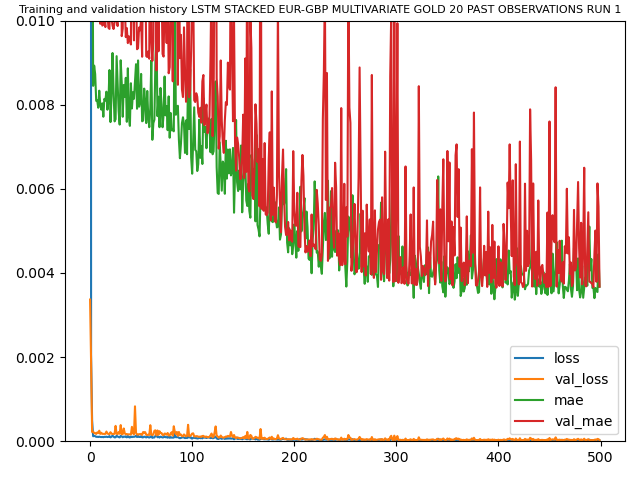 Training and validation history LSTM STACKED EUR-GBP MULTIVARIATE GOLD 20 PAST OBSERVATIONS RUN 1
0.010
0.008
0.006
0.004
0.002
0.000
0 100 200 300 400 500
loss
val_loss
mae
val_mae